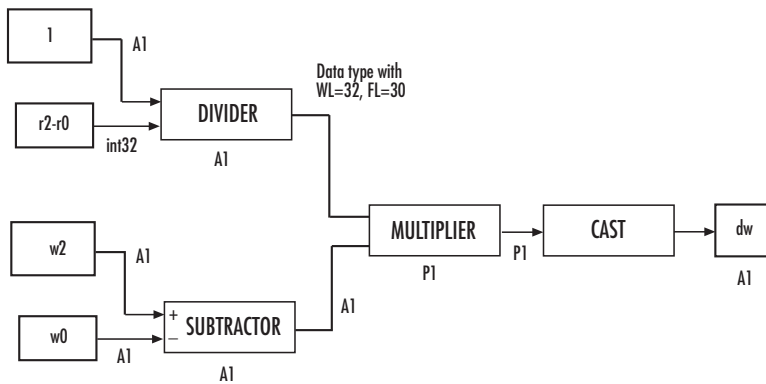 1
A1
Data type with
WL=32, FL=30
DIVIDER
r2-r0
int32
A1
w2
A1
MULTIPLIER
P1
P1
CAST
dw
A1
+
SUBTRACTOR
−
A1
w0
A1
A1